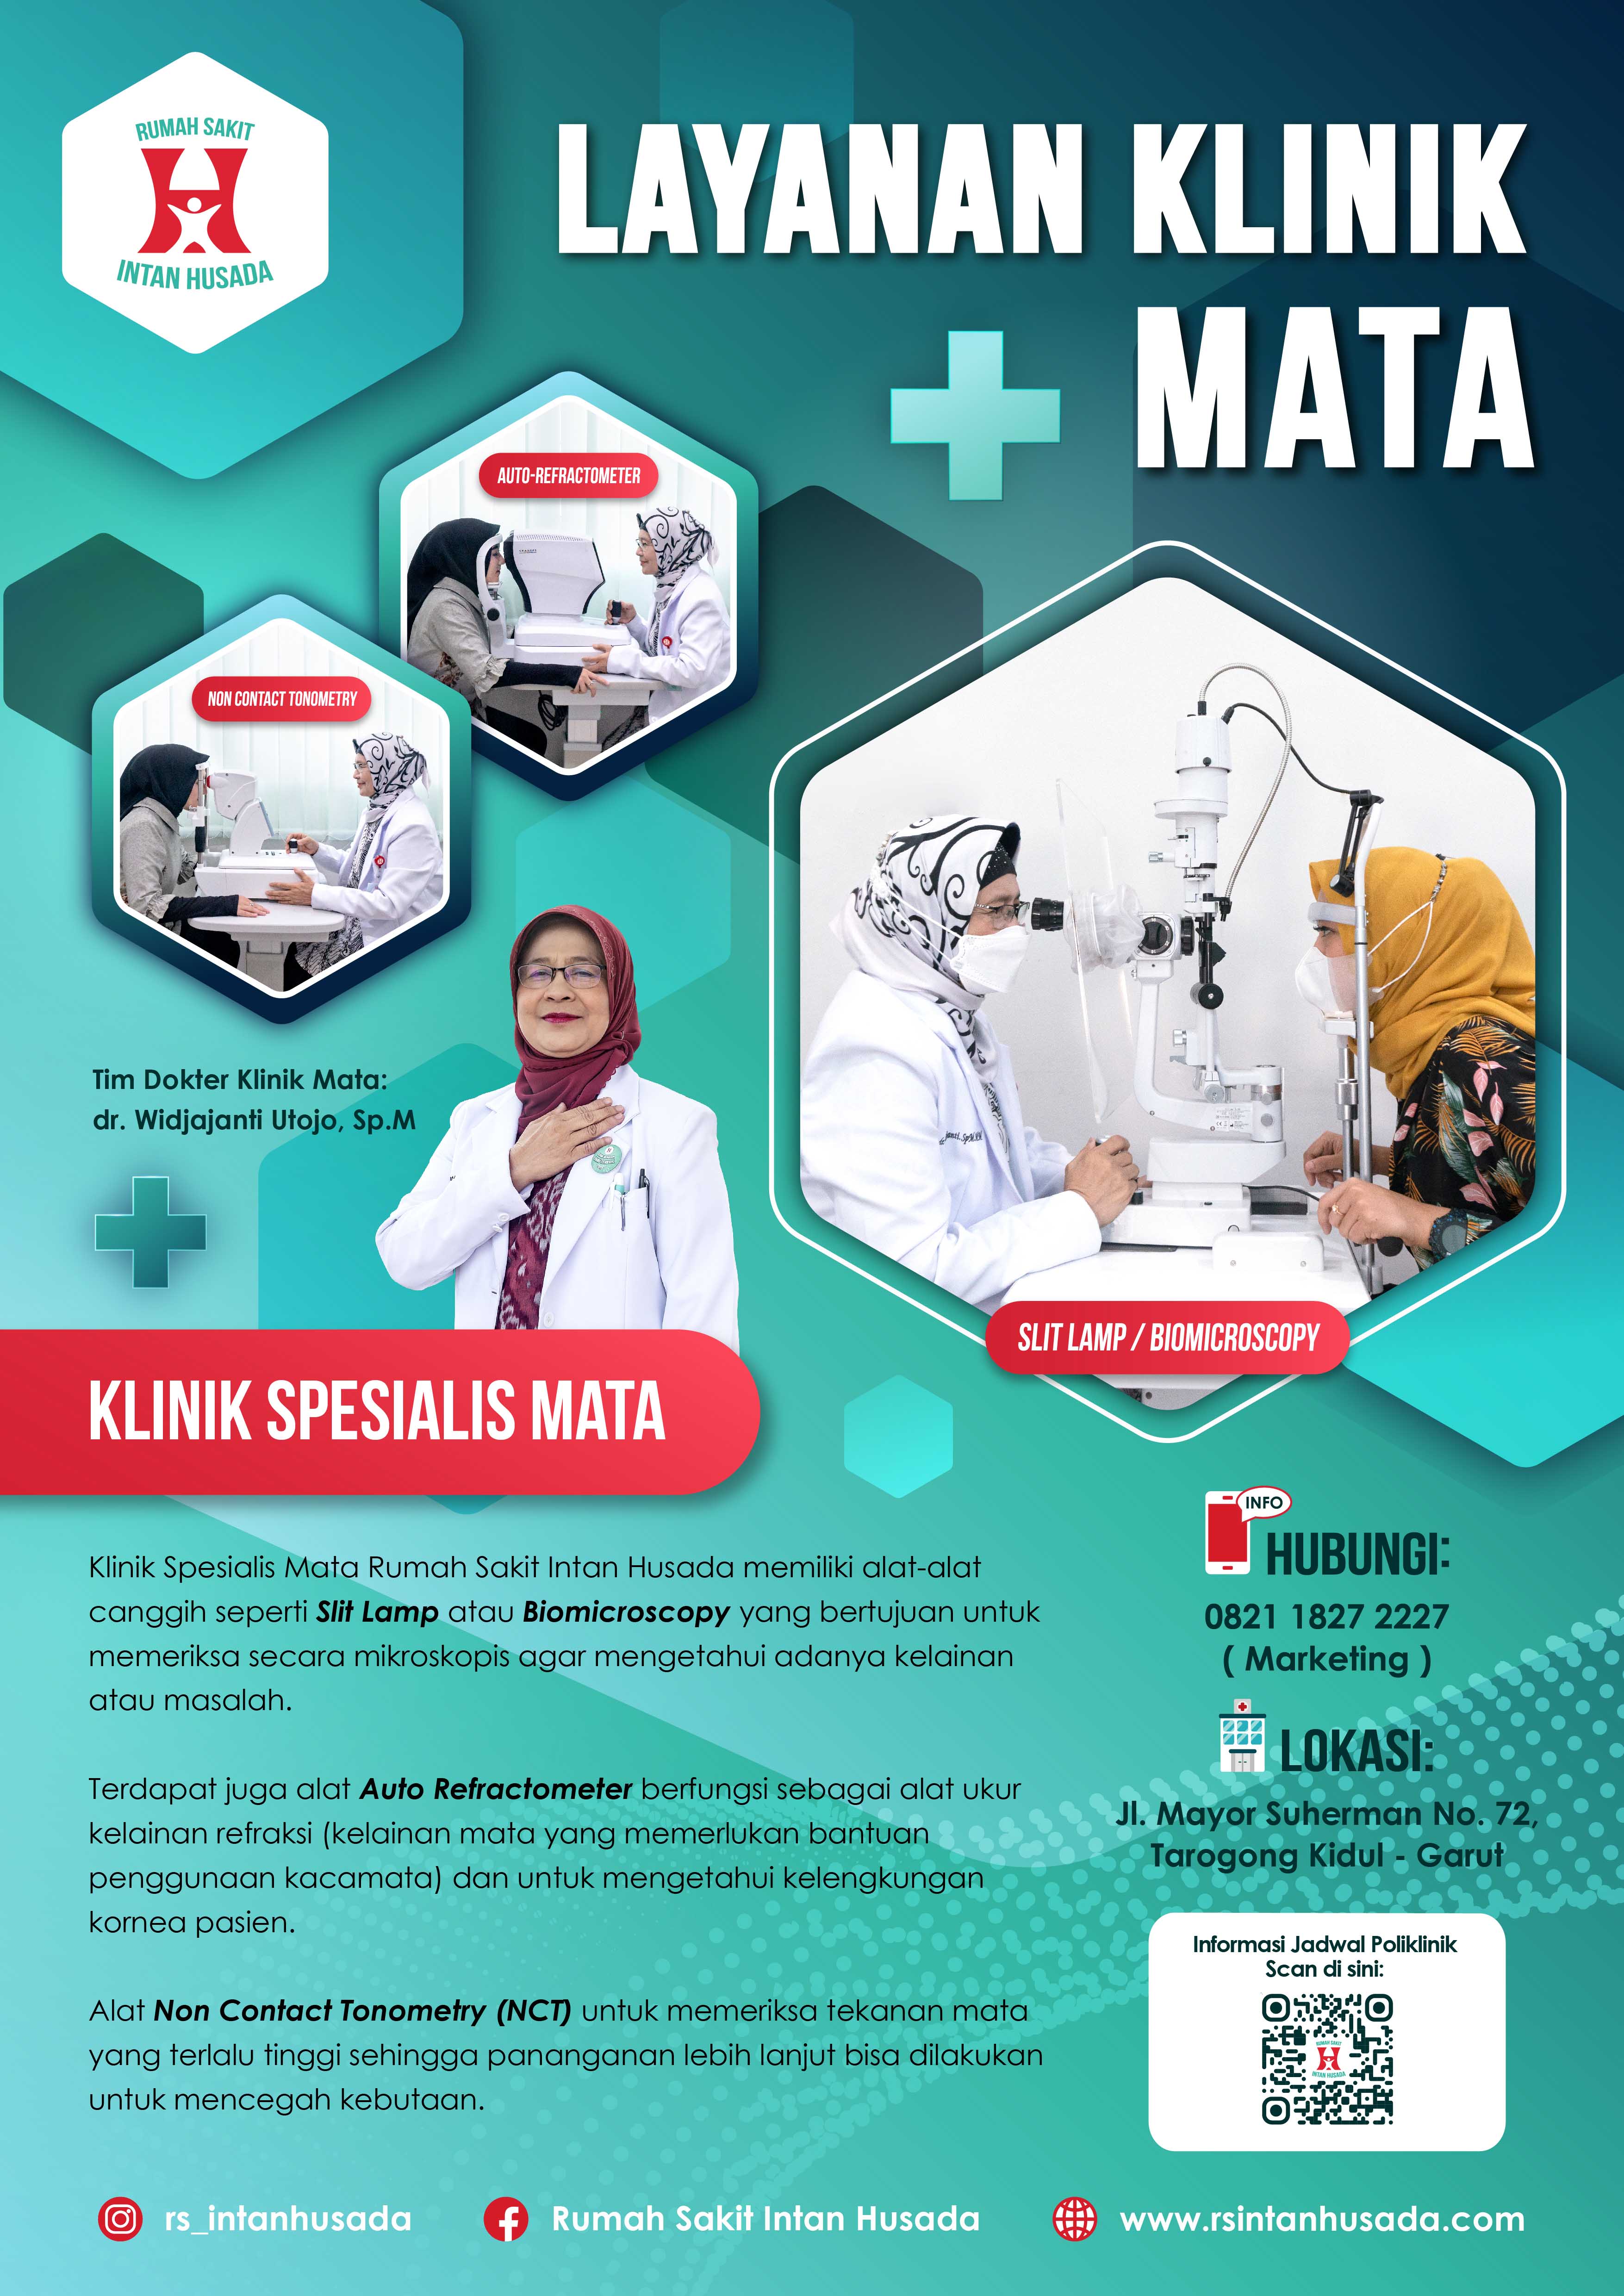 RUMAH SAKIT
INTAN HUSADA
LAYANAN KLINIK
MATA
AUTO-REFRACTOMETER
NON CONTACT TONOMETRY
Tim Dokter Klinik Mata:
dr. Widjajanti Utojo, Sp.M
SLIT LAMP / BIOMICROSCOPY
KLINIK SPESIALIS MATA
Klinik Spesialis Mata Rumah Sakit Intan Husada memiliki alat-alat
canggih seperti Slit Lamp atau Biomicroscopy yang bertujuan untuk
memeriksa secara mikroskopis agar mengetahui adanya kelainan
atau masalah.
Terdapat juga alat Auto Refractometer berfungsi sebagai alat ukur
kelainan refraksi (kelainan mata yang memerlukan bantuan
penggunaan kacamata) dan untuk mengetahui kelengkungan
kornea pasien.
Alat Non Contact Tonometry (NCT) untuk memeriksa tekanan mata
yang terlalu tinggi sehingga pananganan lebih lanjut bisa dilakukan
untuk mencegah kebutaan.
INFO
HUBUNGI:
0821 1827 2227
( Marketing )
LOKASI:
Jl. Mayor Suherman No. 72,
Tarogong Kidul - Garut
Informasi Jadwal Poliklinik
Scan di sini:
RUMAH SAKIT
INTAN HUSADA
rs_intanhusada
Rumah Sakit Intan Husada
www.rsintanhusada.com